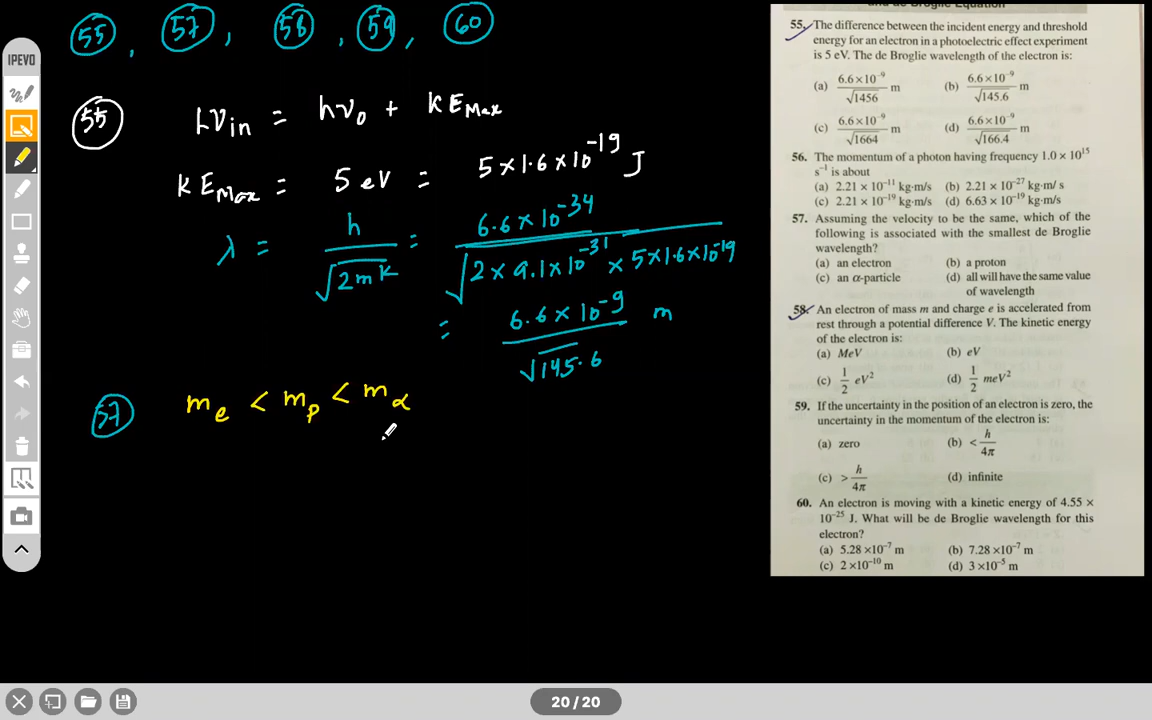 55, 57, 58, 59, 60
IPEVO
55 hνin = hν0 + KEMax
KEMax = 5 eV = 5 × 1.6 × 10^-19 J
λ = h / √2mK = 6.6 × 10^-34 / √2 × 9.1 × 10^-31 × 5 × 1.6 × 10^-19
= 6.6 × 10^-9 / √145.6 m
57 me < mp < mα
55. The difference between the incident energy and threshold
energy for an electron in a photoelectric effect experiment
is 5 eV. The de Broglie wavelength of the electron is:
(a) 6.6×10^-9 / √1456 m (b) 6.6×10^-9 / √145.6 m
(c) 6.6×10^-9 / √1664 m (d) 6.6×10^-9 / √166.4 m
56. The momentum of a photon having frequency 1.0 × 10^15
s^-1 is about
(a) 2.21 × 10^-11 kg·m/s (b) 2.21 × 10^-27 kg·m/ s
(c) 2.21 × 10^-19 kg·m/s (d) 6.63 × 10^-19 kg·m/s
57. Assuming the velocity to be the same, which of the
following is associated with the smallest de Broglie
wavelength?
(a) an electron (b) a proton
(c) an α-particle (d) all will have the same value
of wavelength
58. An electron of mass m and charge e is accelerated from
rest through a potential difference V. The kinetic energy
of the electron is:
(a) MeV (b) eV
(c) 1/2 eV^2 (d) 1/2 meV^2
59. If the uncertainty in the position of an electron is zero, the
uncertainty in the momentum of the electron is:
(a) zero (b) < h/4π
(c) > h/4π (d) infinite
60. An electron is moving with a kinetic energy of 4.55 ×
10^-25 J. What will be de Broglie wavelength for this
electron?
(a) 5.28 ×10^-7 m (b) 7.28 ×10^-7 m
(c) 2 ×10^-10 m (d) 3 ×10^-5 m
20 / 20